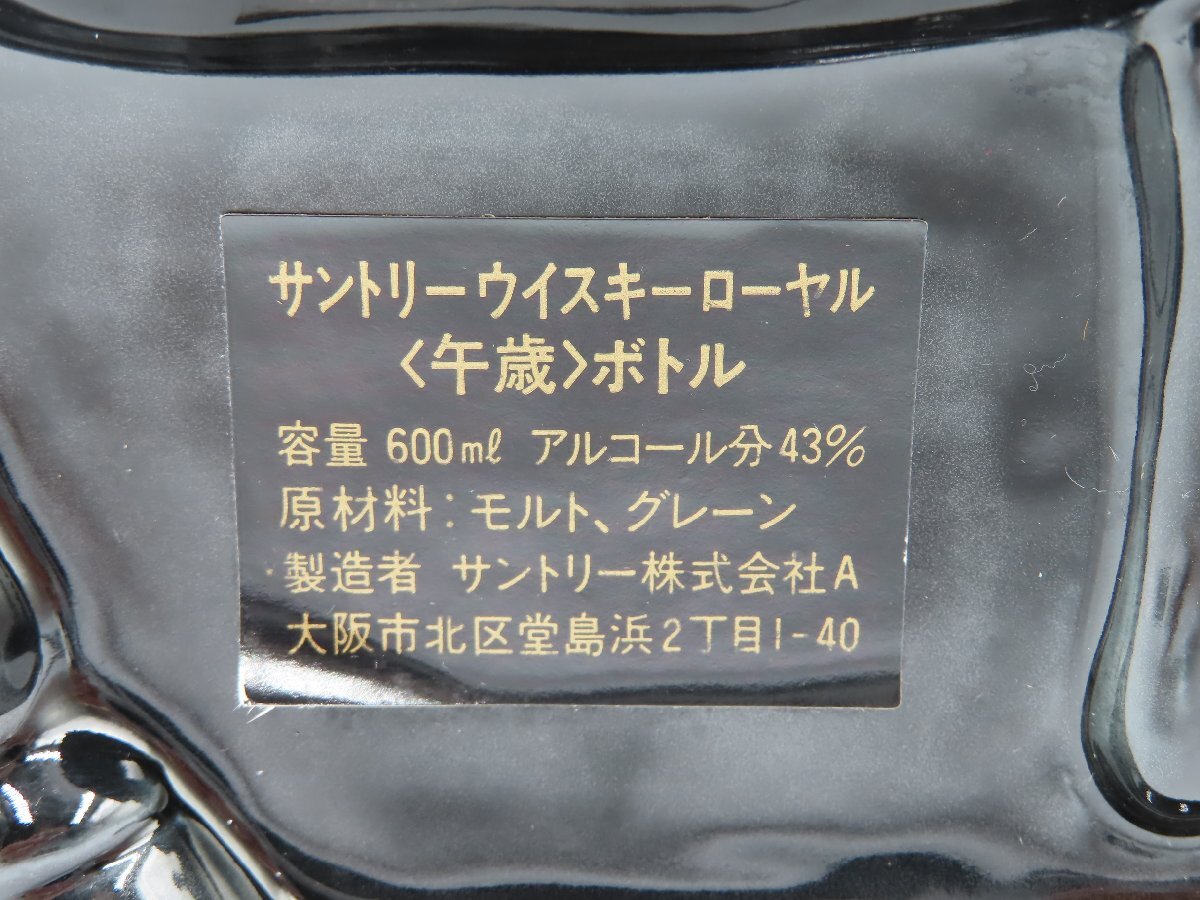 サントリーウイスキーローヤル
〈午歳〉ボトル
容量 600ml アルコール分43%
原材料：モルト、グレーン
製造者 サントリー株式会社A
大阪市北区堂島浜2丁目1-40